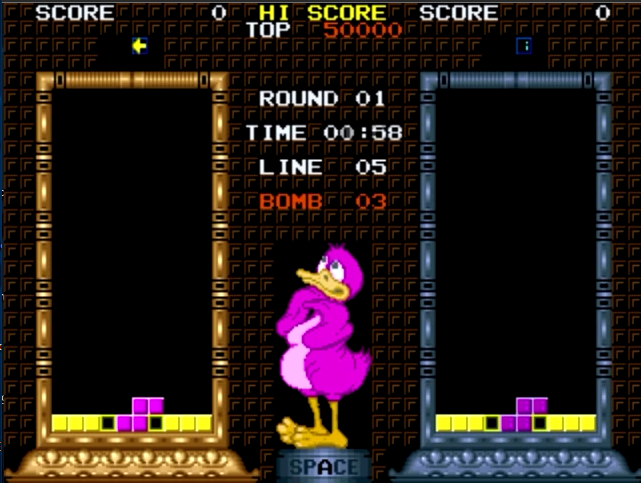 SCORE 0 HI SCORE SCORE 0
TOP 50000
ROUND 01
TIME 00:58
LINE 05
BOMB 03
SPACE